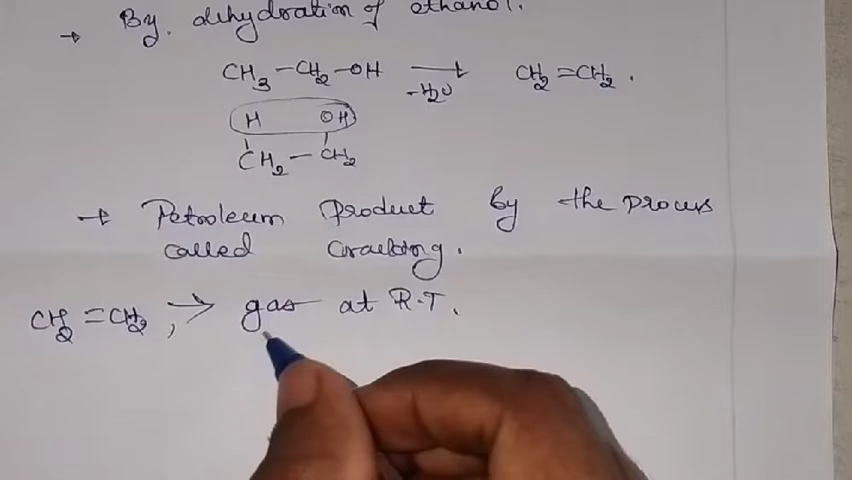 → By. dehydration of ethanol.
CH3 – CH2 – OH → -H2O CH2 = CH2 .
H OH
CH2 – CH2
→ Petroleum Product by the process
called cracking.
CH2 = CH2 , → gas at R.T.